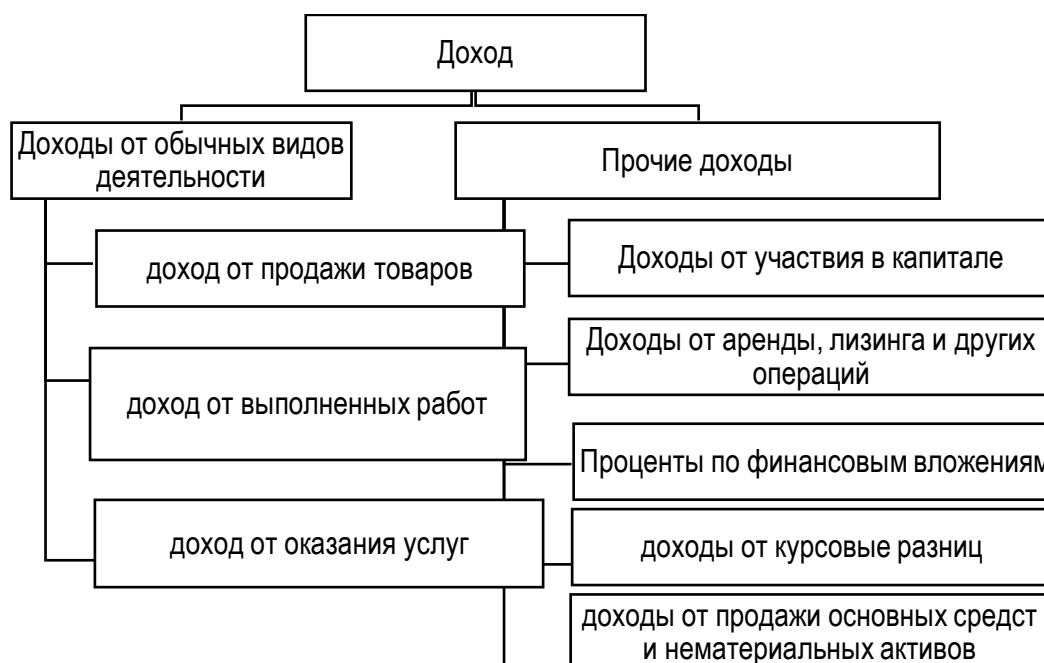 Доход
Доходы от обычных видов
деятельности
Прочие доходы
доход от продажи товаров
Доходы от участвия в капитале
доход от выполненных работ
Доходы от аренды, лизинга и других
операций
Проценты по финансовым вложениям
доход от оказания услуг
доходы от курсовые разниц
доходы от продажи основных средст
и нематериальных активов